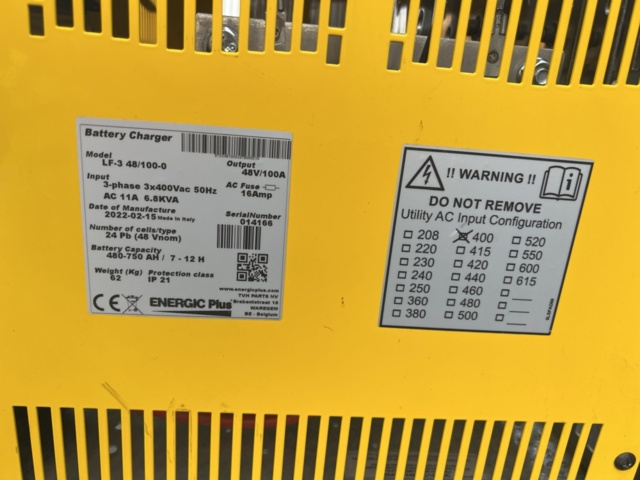 Battery Charger
Model
LF-3 48/100-0
Output
48V/100A
Input
3-phase 3x400Vac 50Hz
AC 11A 6.8KVA
AC Fuse
16Amp
Date of Manufacture
2022-02-15 Made in Italy
SerialNumber
014166
Number of cells/type
24 Pb (48 Vnom)
Battery Capacity
480-750 AH / 7 - 12 H
Weight (Kg) Protection class
62 IP 21
CE ENERGIC Plus
www.energicplus.com
TVH PARTS NV
Brabantstraat 15
WAREGEM
BE - Belgium
!! WARNING !!
DO NOT REMOVE
Utility AC Input Configuration
208 400 520
220 415 550
230 420 600
240 440 615
250 460
360 480
380 500